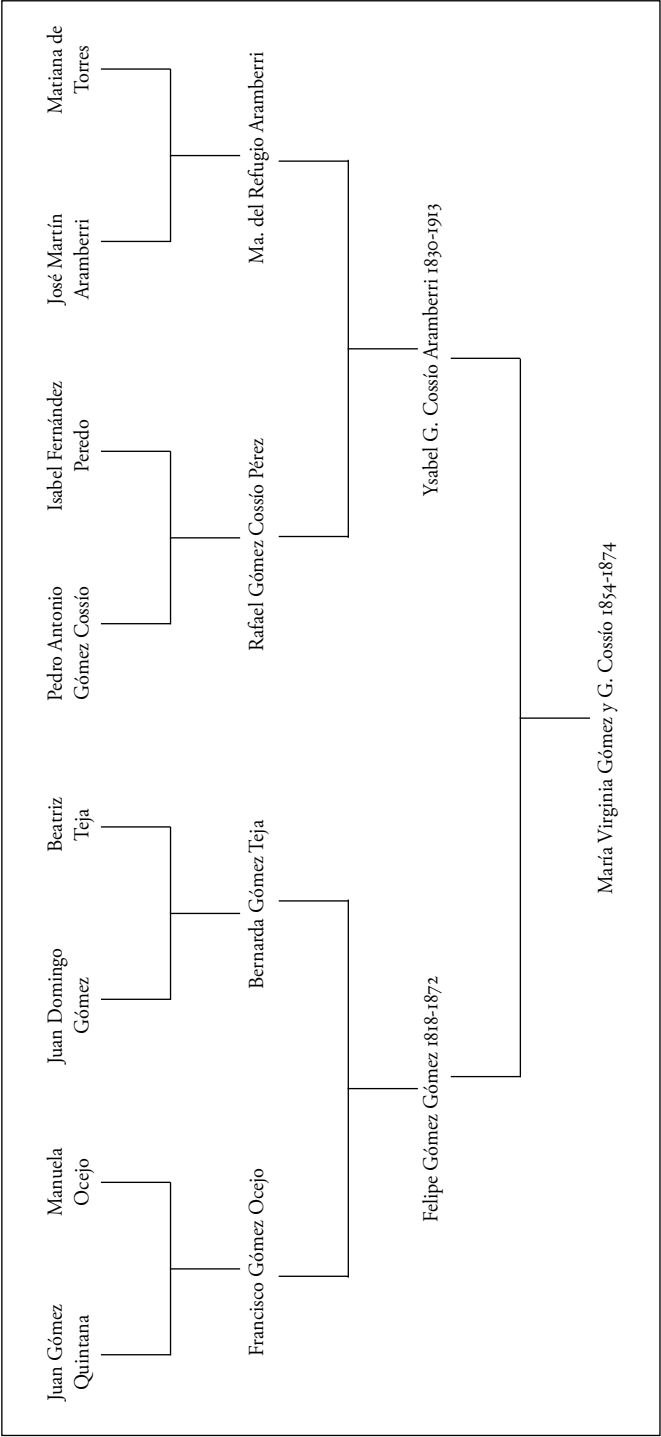 Juan Gómez
Quintana
Manuela
Ocejo
Juan Domingo
Gómez
Beatriz
Teja
Pedro Antonio
Gómez Cossío
Isabel Fernández
Peredo
José Martín
Aramberri
Matiana de
Torres
Francisco Gómez Ocejo
Bernarda Gómez Teja
Rafael Gómez Cossío Pérez
Ma. del Refugio Aramberri
Felipe Gómez Gómez 1818-1872
Ysabel G. Cossío Aramberri 1830-1913
María Virginia Gómez y G. Cossío 1854-1874